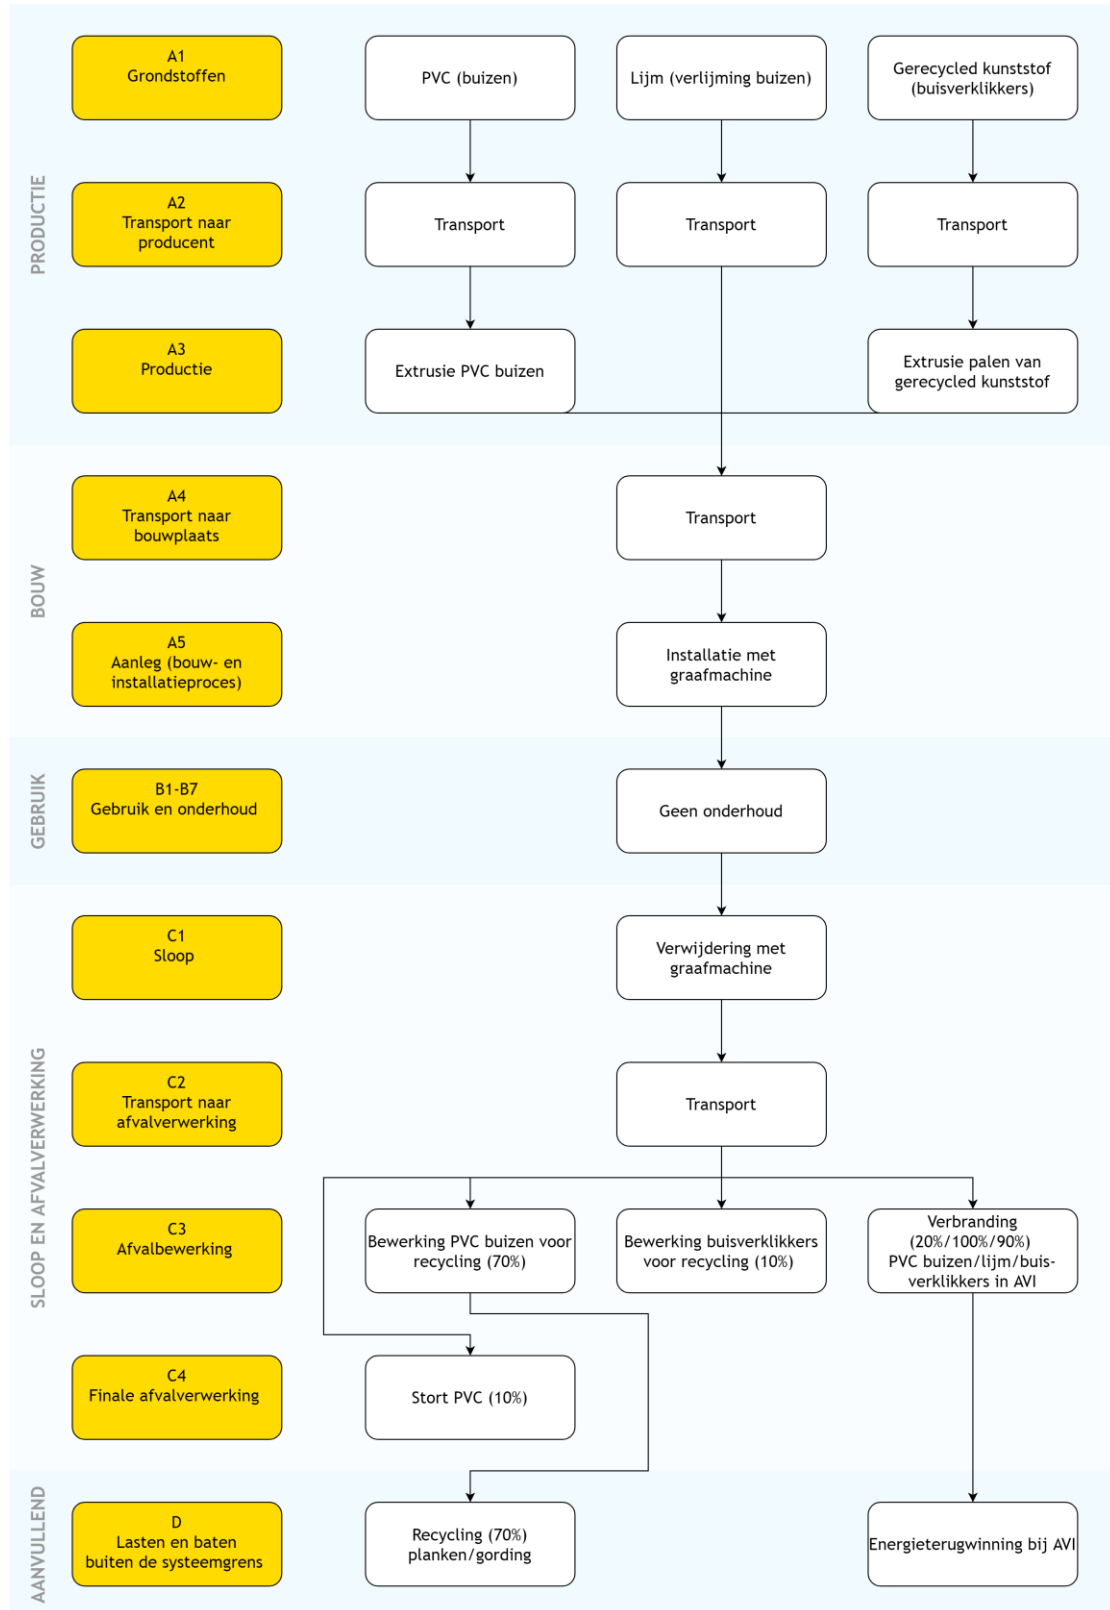 PRODUCTIE
A1
Grondstoffen
PVC (buizen)
Lijm (verlijming buizen)
Gerecycled kunststof
(buisverklikkers)
A2
Transport naar
producent
Transport
Transport
Transport
A3
Productie
Extrusie PVC buizen
Extrusie palen van
gerecycled kunststof
BOUW
A4
Transport naar
bouwplaats
Transport
A5
Aanleg (bouw- en
installatieproces)
Installatie met
graafmachine
GEBRUIK
B1-B7
Gebruik en onderhoud
Geen onderhoud
SLOOP EN AFVALVERWERKING
C1
Sloop
Verwijdering met
graafmachine
C2
Transport naar
afvalverwerking
Transport
C3
Afvalbewerking
Bewerking PVC buizen voor
recycling (70%)
Bewerking buisverklikkers
voor recycling (10%)
Verbranding
(20%/100%/90%)
PVC buizen/lijm/buis-
verklikkers in AVI
C4
Finale afvalverwerking
Stort PVC (10%)
AANVULLEND
D
Lasten en baten
buiten de systeemgrens
Recycling (70%)
planken/gording
Energieterugwinning bij AVI